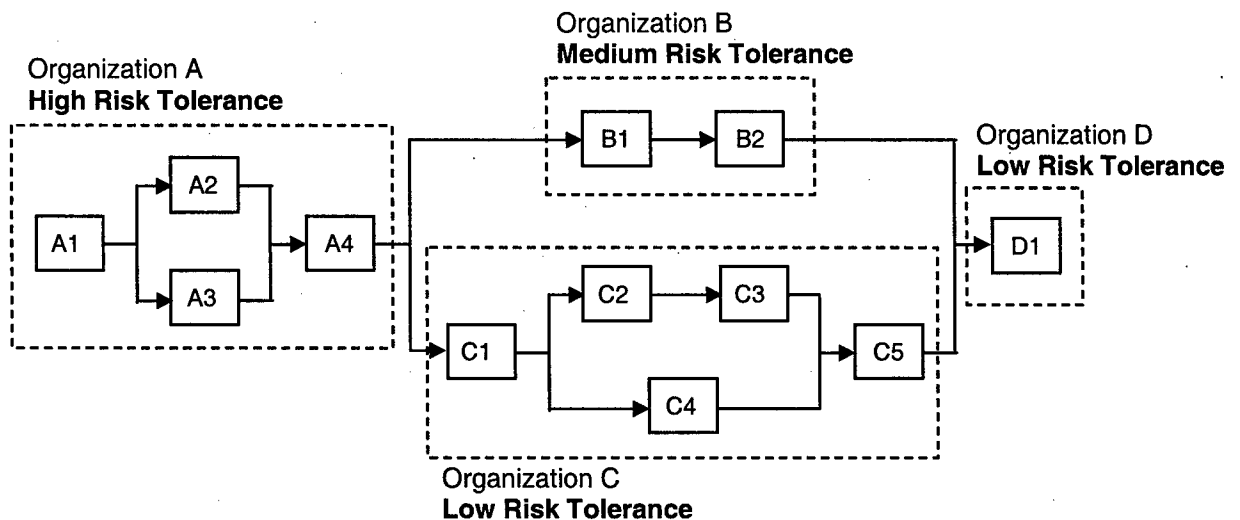 Organization B
Medium Risk Tolerance
Organization A
High Risk Tolerance
Organization D
Low Risk Tolerance
B1
B2
A2
A1
A4
D1
A3
C2
C3
C1
C5
C4
Organization C
Low Risk Tolerance